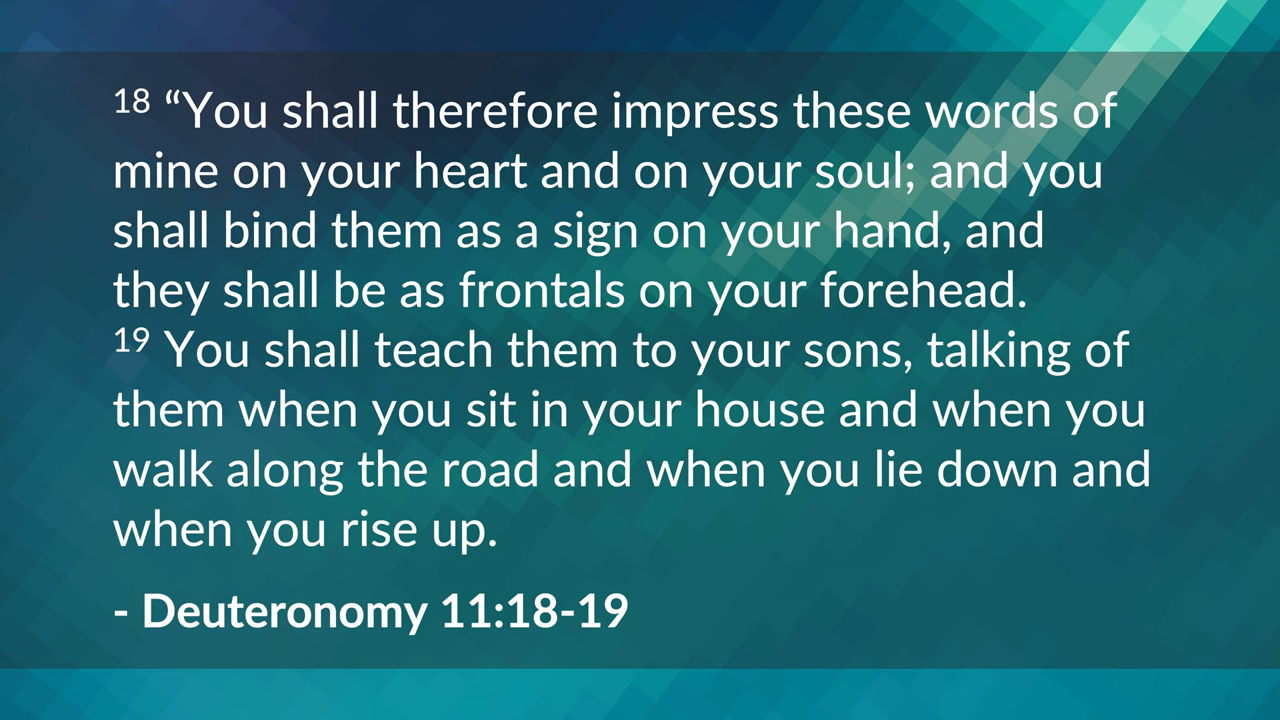 18 “You shall therefore impress these words of
mine on your heart and on your soul; and you
shall bind them as a sign on your hand, and
they shall be as frontals on your forehead.
19 You shall teach them to your sons, talking of
them when you sit in your house and when you
walk along the road and when you lie down and
when you rise up.
- Deuteronomy 11:18-19